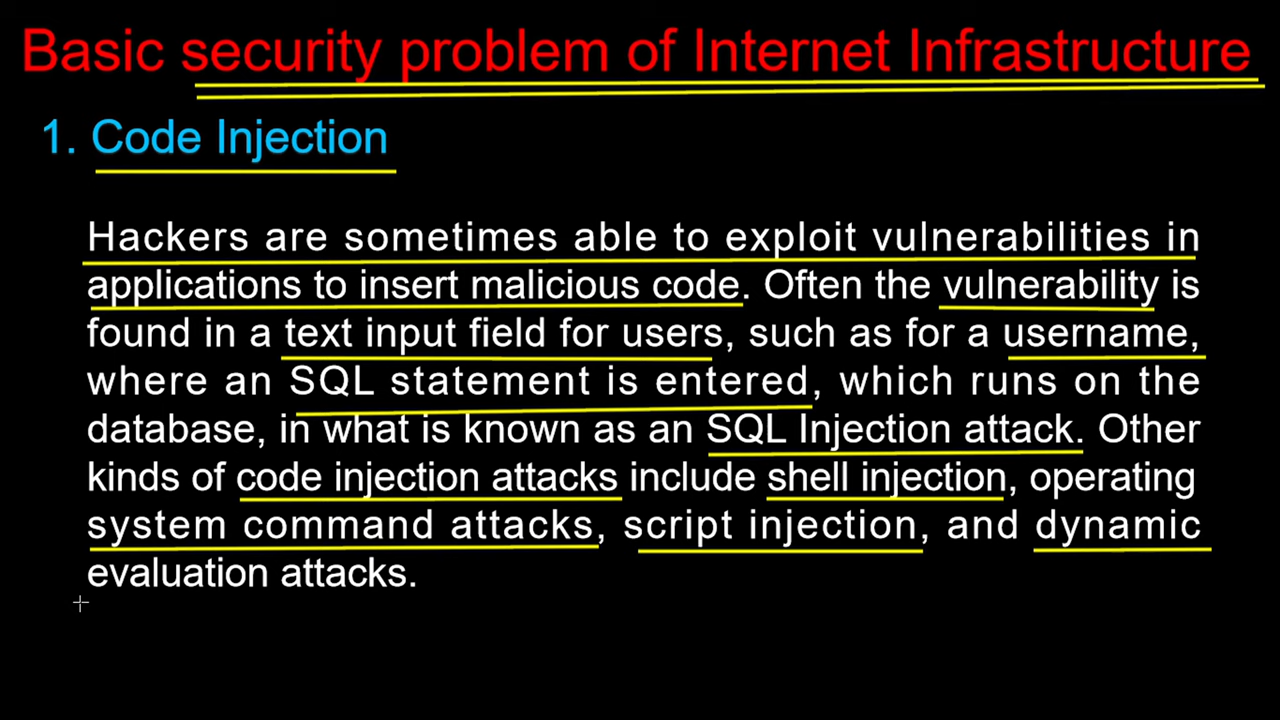 Basic security problem of Internet Infrastructure
1. Code Injection
Hackers are sometimes able to exploit vulnerabilities in
applications to insert malicious code. Often the vulnerability is
found in a text input field for users, such as for a username,
where an SQL statement is entered, which runs on the
database, in what is known as an SQL Injection attack. Other
kinds of code injection attacks include shell injection, operating
system command attacks, script injection, and dynamic
evaluation attacks.